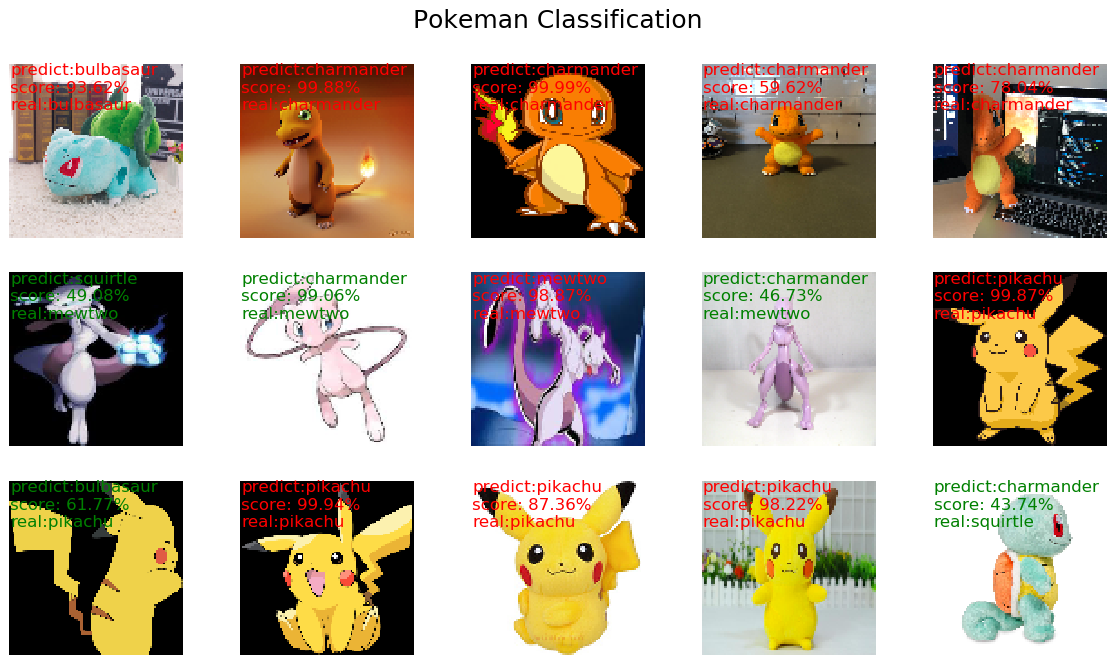 Pokeman Classification
predict:bulbasaur
score: 93.62%
real:bulbasaur
predict:charmander
score: 99.88%
real:charmander
predict:charmander
score: 99.99%
real:charmander
predict:charmander
score: 59.62%
real:charmander
predict:charmander
score: 78.04%
real:charmander
predict:squirtle
score: 49.08%
real:mewtwo
predict:charmander
score: 99.06%
real:mewtwo
predict:mewtwo
score: 98.87%
real:mewtwo
predict:charmander
score: 46.73%
real:mewtwo
predict:pikachu
score: 99.87%
real:pikachu
predict:bulbasaur
score: 61.77%
real:pikachu
predict:pikachu
score: 99.94%
real:pikachu
predict:pikachu
score: 87.36%
real:pikachu
predict:pikachu
score: 98.22%
real:pikachu
predict:charmander
score: 43.74%
real:squirtle